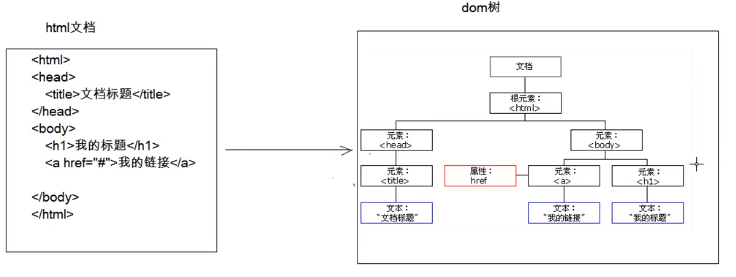 html文档
<html>
<head>
<title>文档标题</title>
</head>
<body>
<h1>我的标题</h1>
<a href="#">我的链接</a>
</body>
</html>
dom树
文档
根元素：
<html>
元素：
<head>
元素：
<body>
元素：
<title>
属性：
href
元素：
<a>
元素：
<h1>
文本：
"文档标题"
文本：
"我的链接"
文本：
"我的标题"